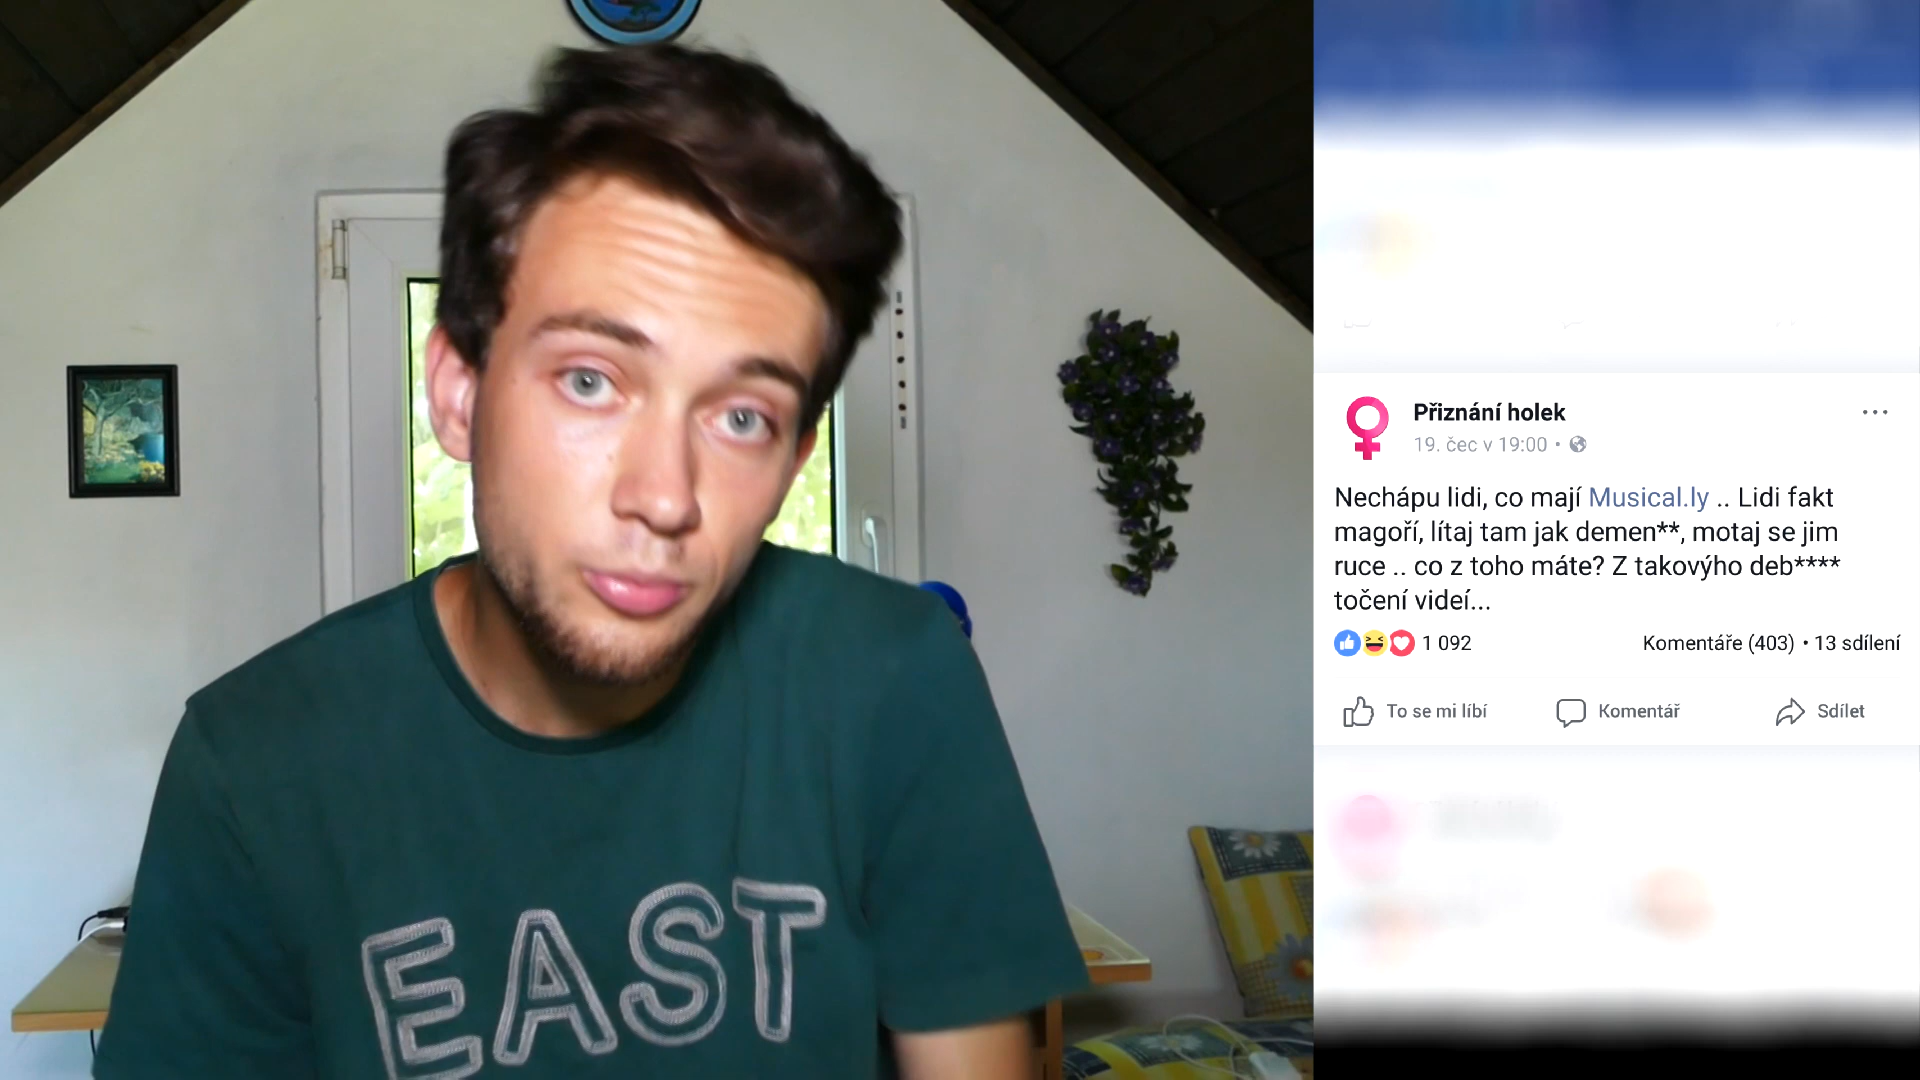 EAST
Přiznání holek
19. čec v 19:00 •
Nechápu lidi, co mají Musical.ly .. Lidi fakt
magoří, lítaj tam jak demen**, motaj se jim
ruce .. co z toho máte? Z takovýho deb****
točení videí...
1 092
Komentáře (403) • 13 sdílení
To se mi líbí
Komentář
Sdílet